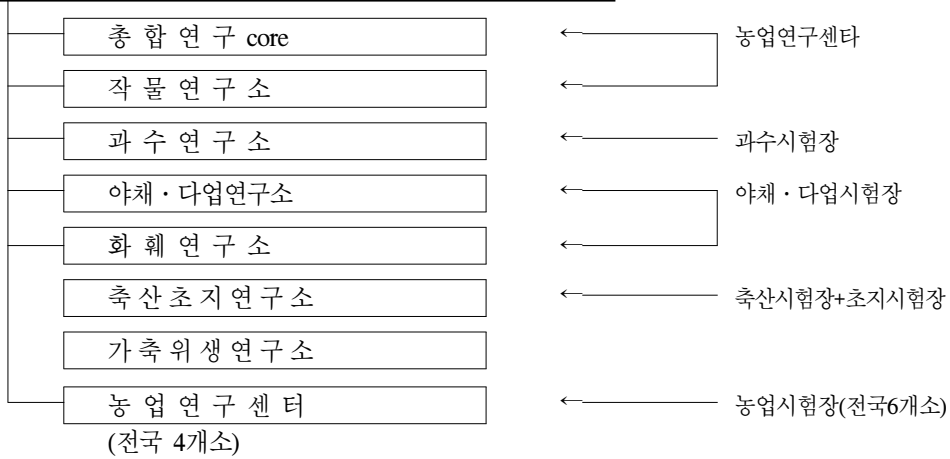 총 합 연 구 core ← 농업연구센타
작 물 연 구 소 ←
과 수 연 구 소 ← 과수시험장
야채・다업연구소 ← 야채・다업시험장
화 훼 연 구 소 ←
축 산 초 지 연 구 소 ← 축산시험장+초지시험장
가 축 위 생 연 구 소
농 업 연 구 센 터 ← 농업시험장(전국6개소)
(전국 4개소)